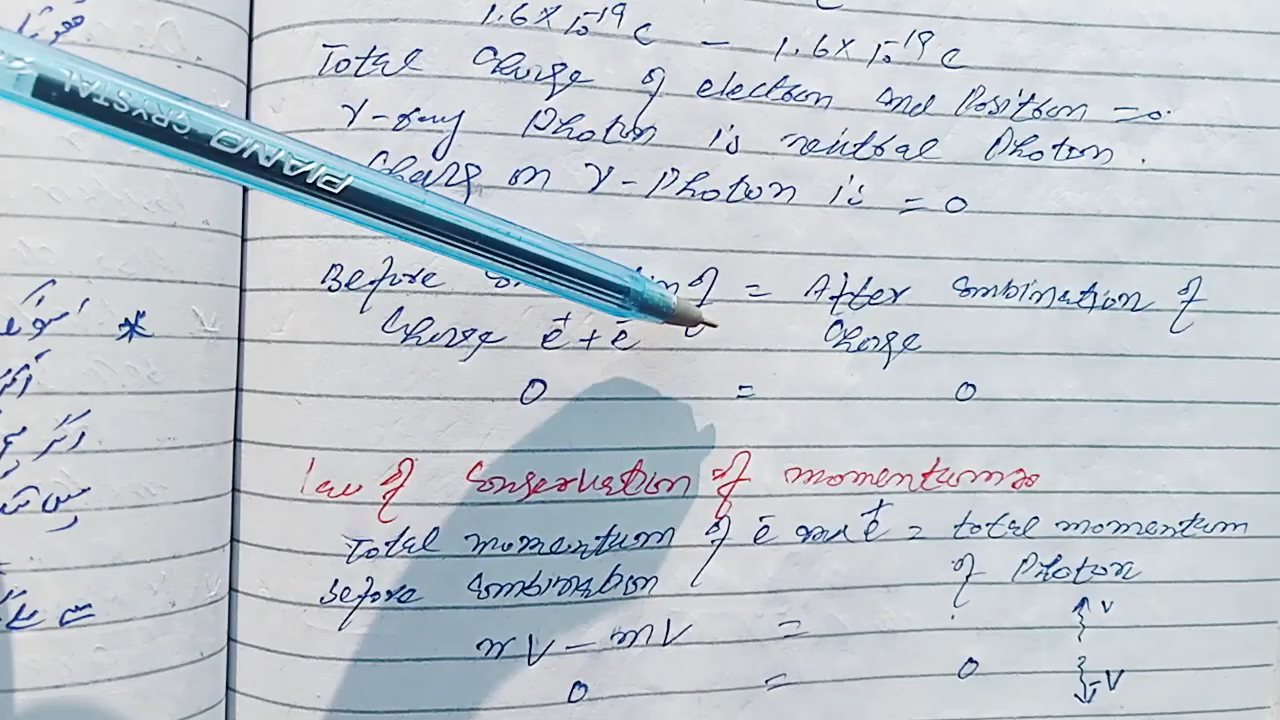 1.6×10⁻¹⁹ C – 1.6×10⁻¹⁹ C
Total Charge of electron and Position = 0.
γ-ray Photon is neutral Photon.
Charg on γ-Photon is = 0
Before of = After Combination of
Charge e⁺ + e⁻ Charge
0 = 0
law of Conservation of momentum:
Total momentum of e⁻ and e⁺ = total momentum
before Combination of Photon
mV – mV = V
0 = 0 –V
PIANO CRYSTAL
*